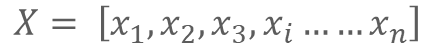 X = [x₁, x₂, x₃, xᵢ … … xₙ]